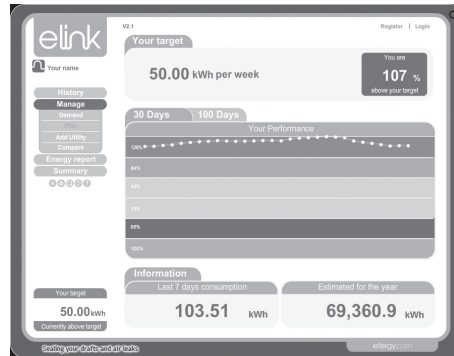 elink
V2.1
Register | Login
Your name
Your target
50.00 kWh per week
You are
107 %
above your target
History
Manage
Demand
Plan
Add Utility
Compare
Energy report
Summary
30 Days
100 Days
Your Performance
126%
84%
42%
100%
Information
Last 7 days consumption
103.51 kWh
Estimated for the year
69,360.9 kWh
Your target
50.00 kWh
Currently above target
Sealing your drafts and air leaks
ellergy.com